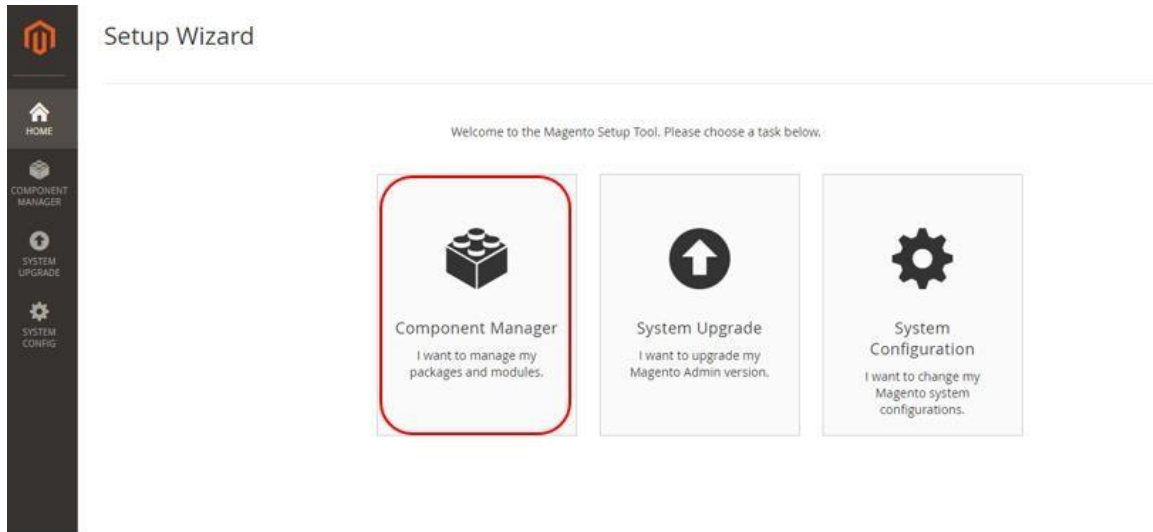 Setup Wizard
HOME
COMPONENT
MANAGER
SYSTEM
UPGRADE
SYSTEM
CONFIG
Welcome to the Magento Setup Tool. Please choose a task below.
Component Manager
I want to manage my
packages and modules.
System Upgrade
I want to upgrade my
Magento Admin version.
System
Configuration
I want to change my
Magento system
configurations.